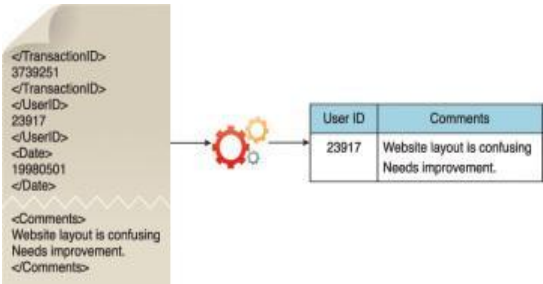 </TransactionID>
3739251
</TransactionID>
</UserID>
23917
</UserID>
<Date>
19980501
</Date>
<Comments>
Website layout is confusing
Needs improvement.
</Comments>
User ID Comments
23917 Website layout is confusing
Needs improvement.